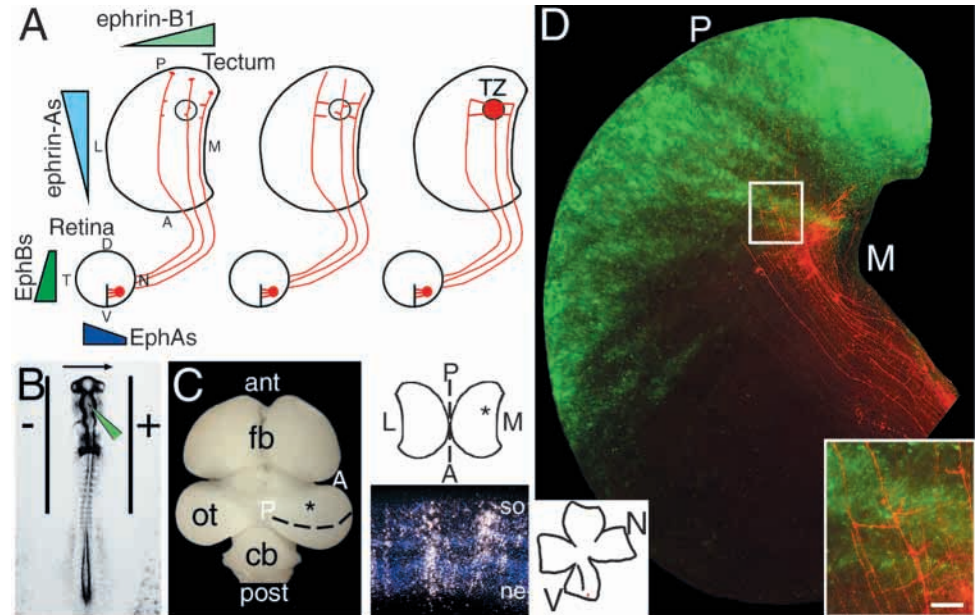 A
ephrin-B1
P
Tectum
ephrin-As
L
M
A
TZ
Retina
D
EphBs
T
N
V
EphAs
B
-
+
C
ant
fb
A
ot
P
*
cb
post
P
L
*
M
A
so
ne
N
V
D
P
M